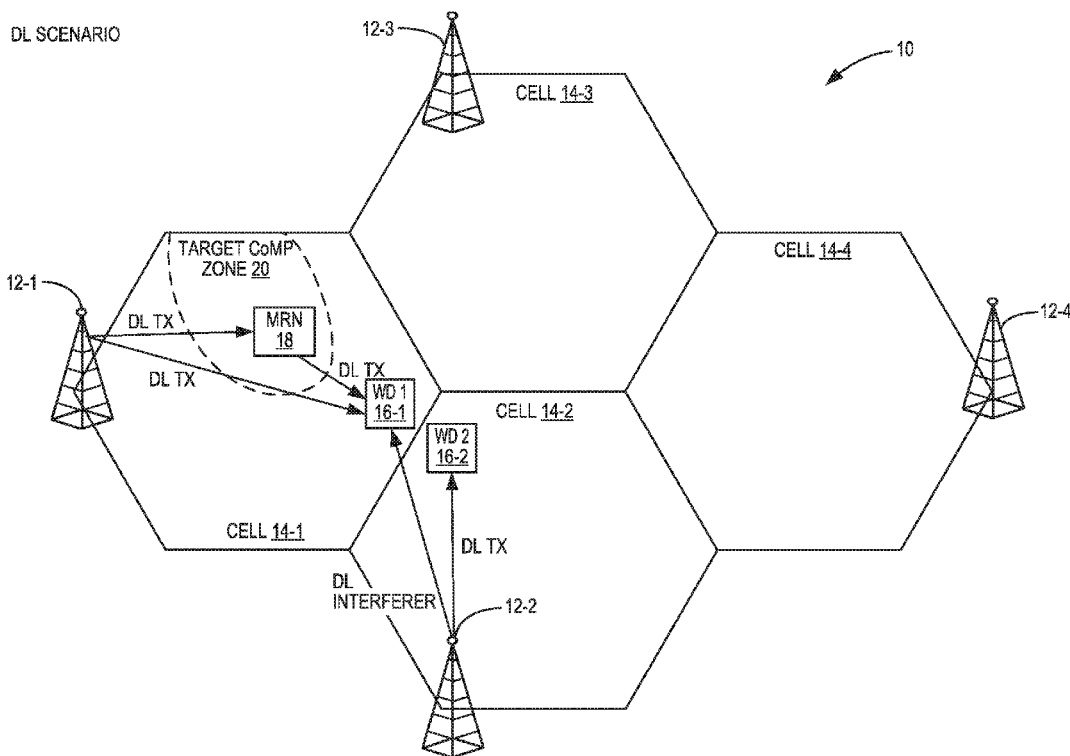 DL SCENARIO
12-3
10
CELL 14-3
TARGET CoMP
ZONE 20
CELL 14-4
12-1
DL TX
MRN
18
12-4
DL TX
DL TX
WD 1
16-1
CELL 14-2
WD 2
16-2
CELL 14-1
DL TX
DL
INTERFERER
12-2